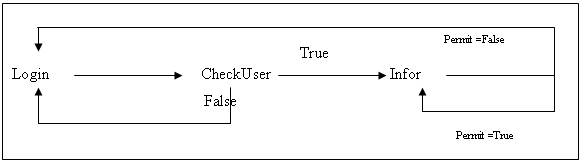 Permit =False
True
Login
CheckUser
Infor
False
Permit =True